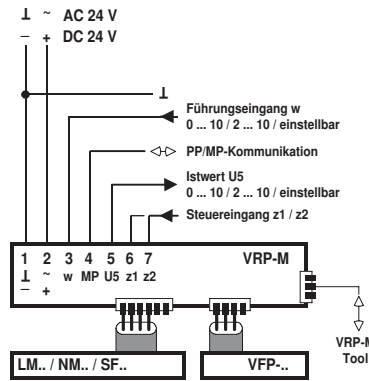 ⊥ ~ AC 24 V
– + DC 24 V
⊥
Führungseingang w
0 ... 10 / 2 ... 10 / einstellbar
PP/MP-Kommunikation
Istwert U5
0 ... 10 / 2 ... 10 / einstellbar
Steuereingang z1 / z2
1 2 3 4 5 6 7 VRP-M
⊥ ~ w MP U5 z1 z2
– +
VRP-M
Tool
LM.. / NM.. / SF..
VFP-..